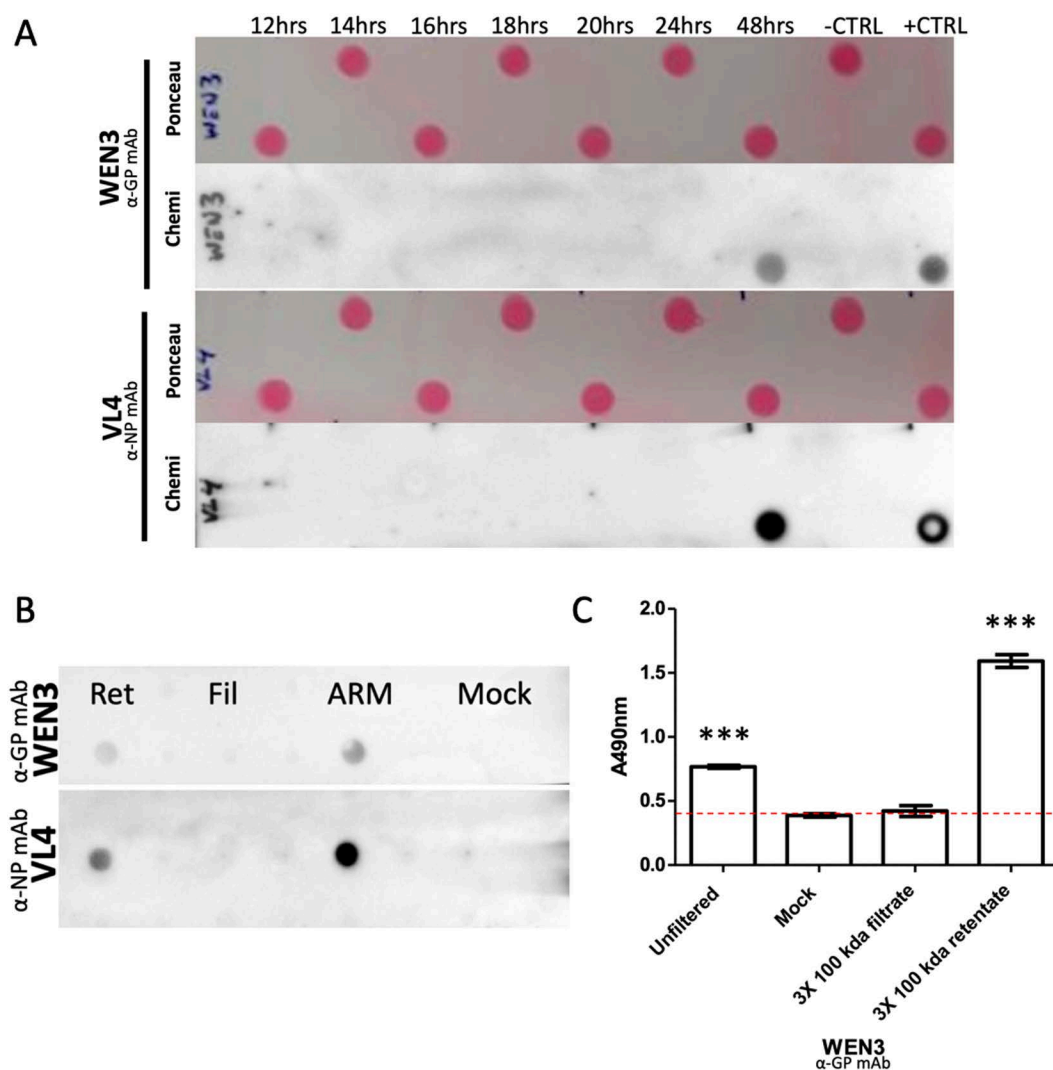 A
12hrs 14hrs 16hrs 18hrs 20hrs 24hrs 48hrs -CTRL +CTRL
WEN3
α-GP mAb
Ponceau
WEN3
Chemi
WEN3
VL4
α-NP mAb
Ponceau
VL4
Chemi
VL4
B
α-GP mAb
WEN3
Ret Fil ARM Mock
α-NP mAb
VL4
C
A490nm
2.0
1.5
1.0
0.5
0.0
***
***
Unfiltered
Mock
3X 100 kda filtrate
3X 100 kda retentate
WEN3
α-GP mAb